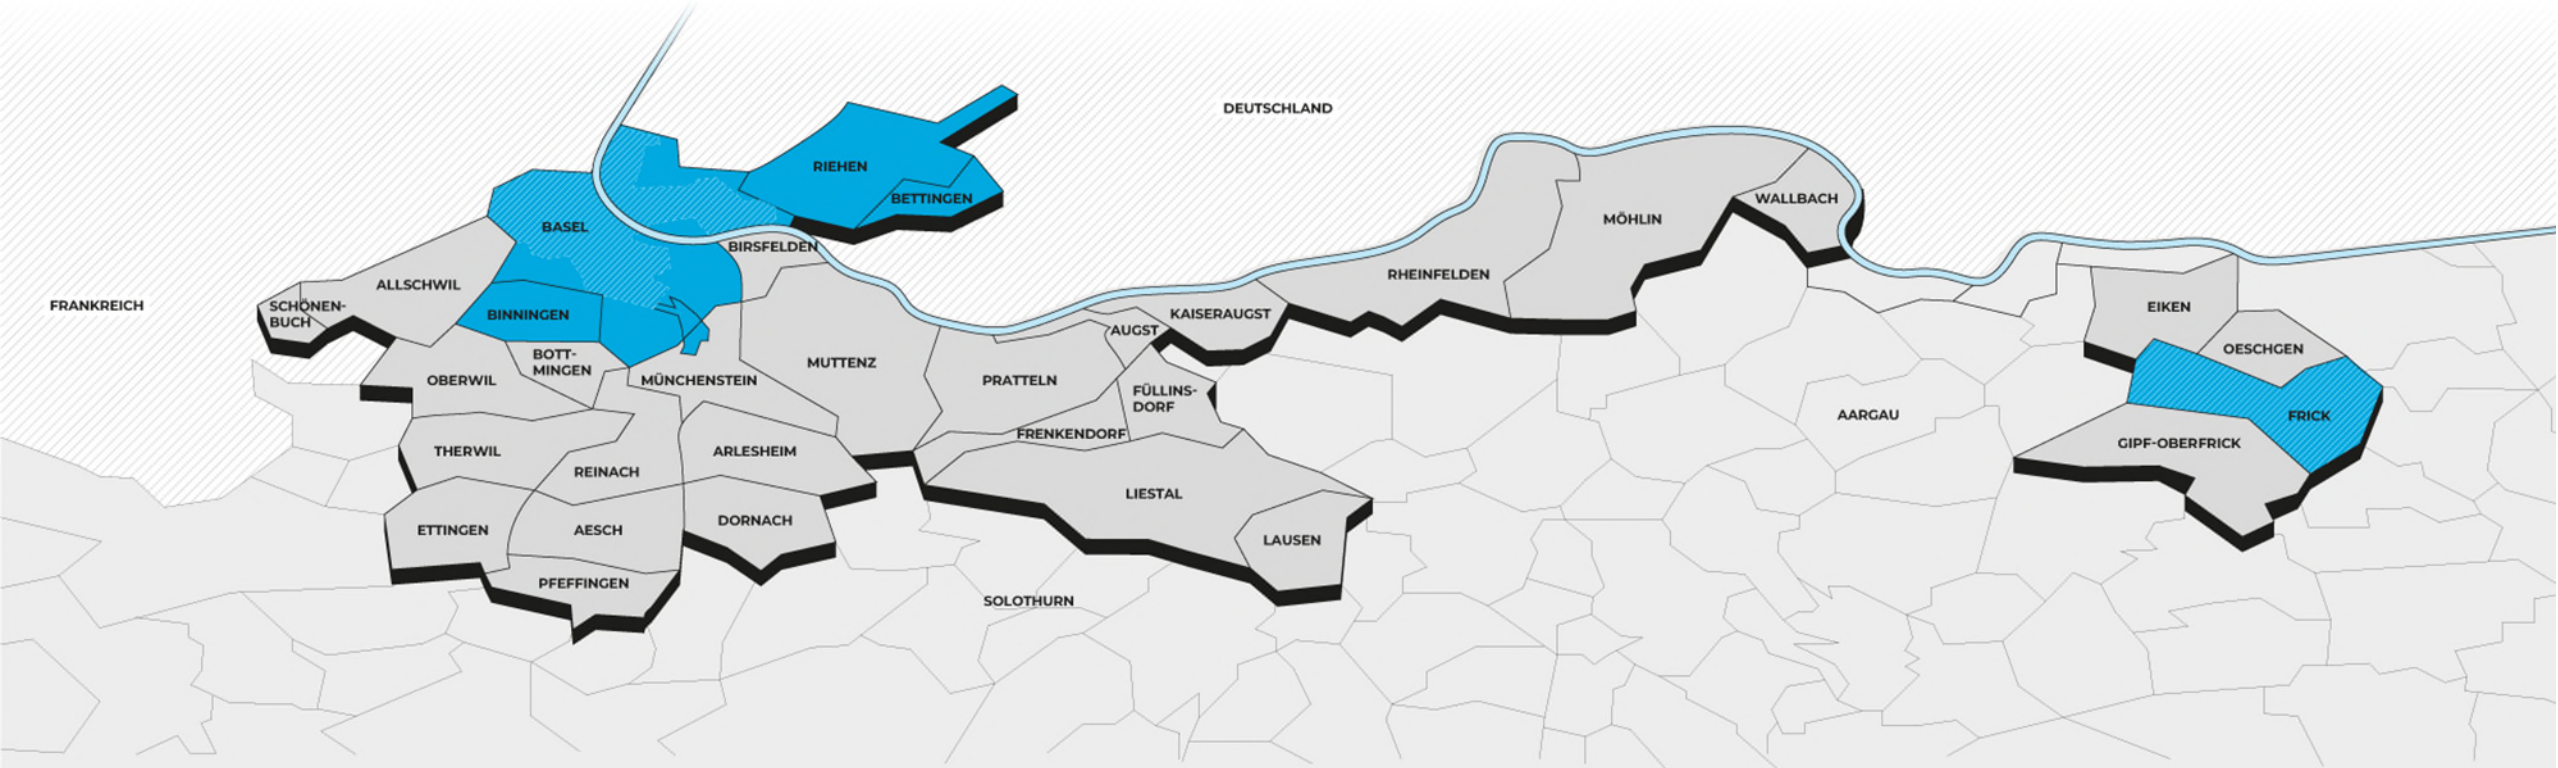 DEUTSCHLAND
RIEHEN
BETTINGEN
WALLBACH
MÖHLIN
BASEL
BIRSFELDEN
RHEINFELDEN
ALLSCHWIL
FRANKREICH
SCHÖNEN-
BUCH
BINNINGEN
KAISERAUGST
AUGST
EIKEN
OESCHGEN
BOTT-
MINGEN
MUTTENZ
OBERWIL
MÜNCHENSTEIN
PRATTELN
FÜLLINS-
DORF
AARGAU
FRICK
FRENKENDORF
GIPF-OBERFRICK
THERWIL
ARLESHEIM
REINACH
LIESTAL
ETTINGEN
AESCH
DORNACH
LAUSEN
PFEFFINGEN
SOLOTHURN